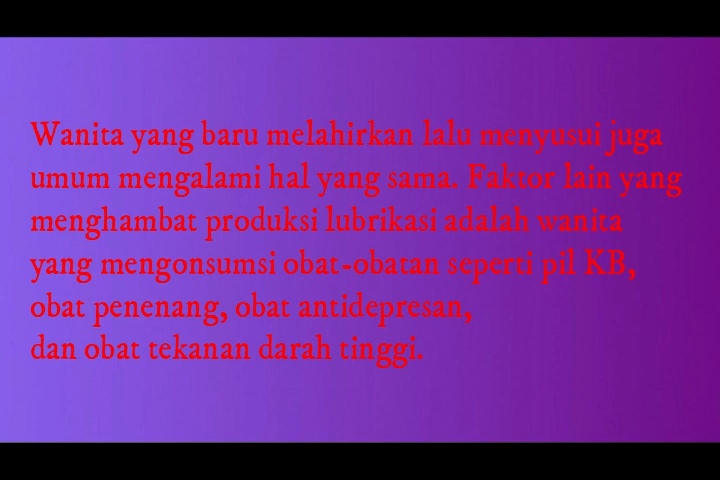 Wanita yang baru melahirkan lalu menyusui juga
umum mengalami hal yang sama. Faktor lain yang
menghambat produksi lubrikasi adalah wanita
yang mengonsumsi obat-obatan seperti pil KB,
obat penenang, obat antidepresan,
dan obat tekanan darah tinggi.